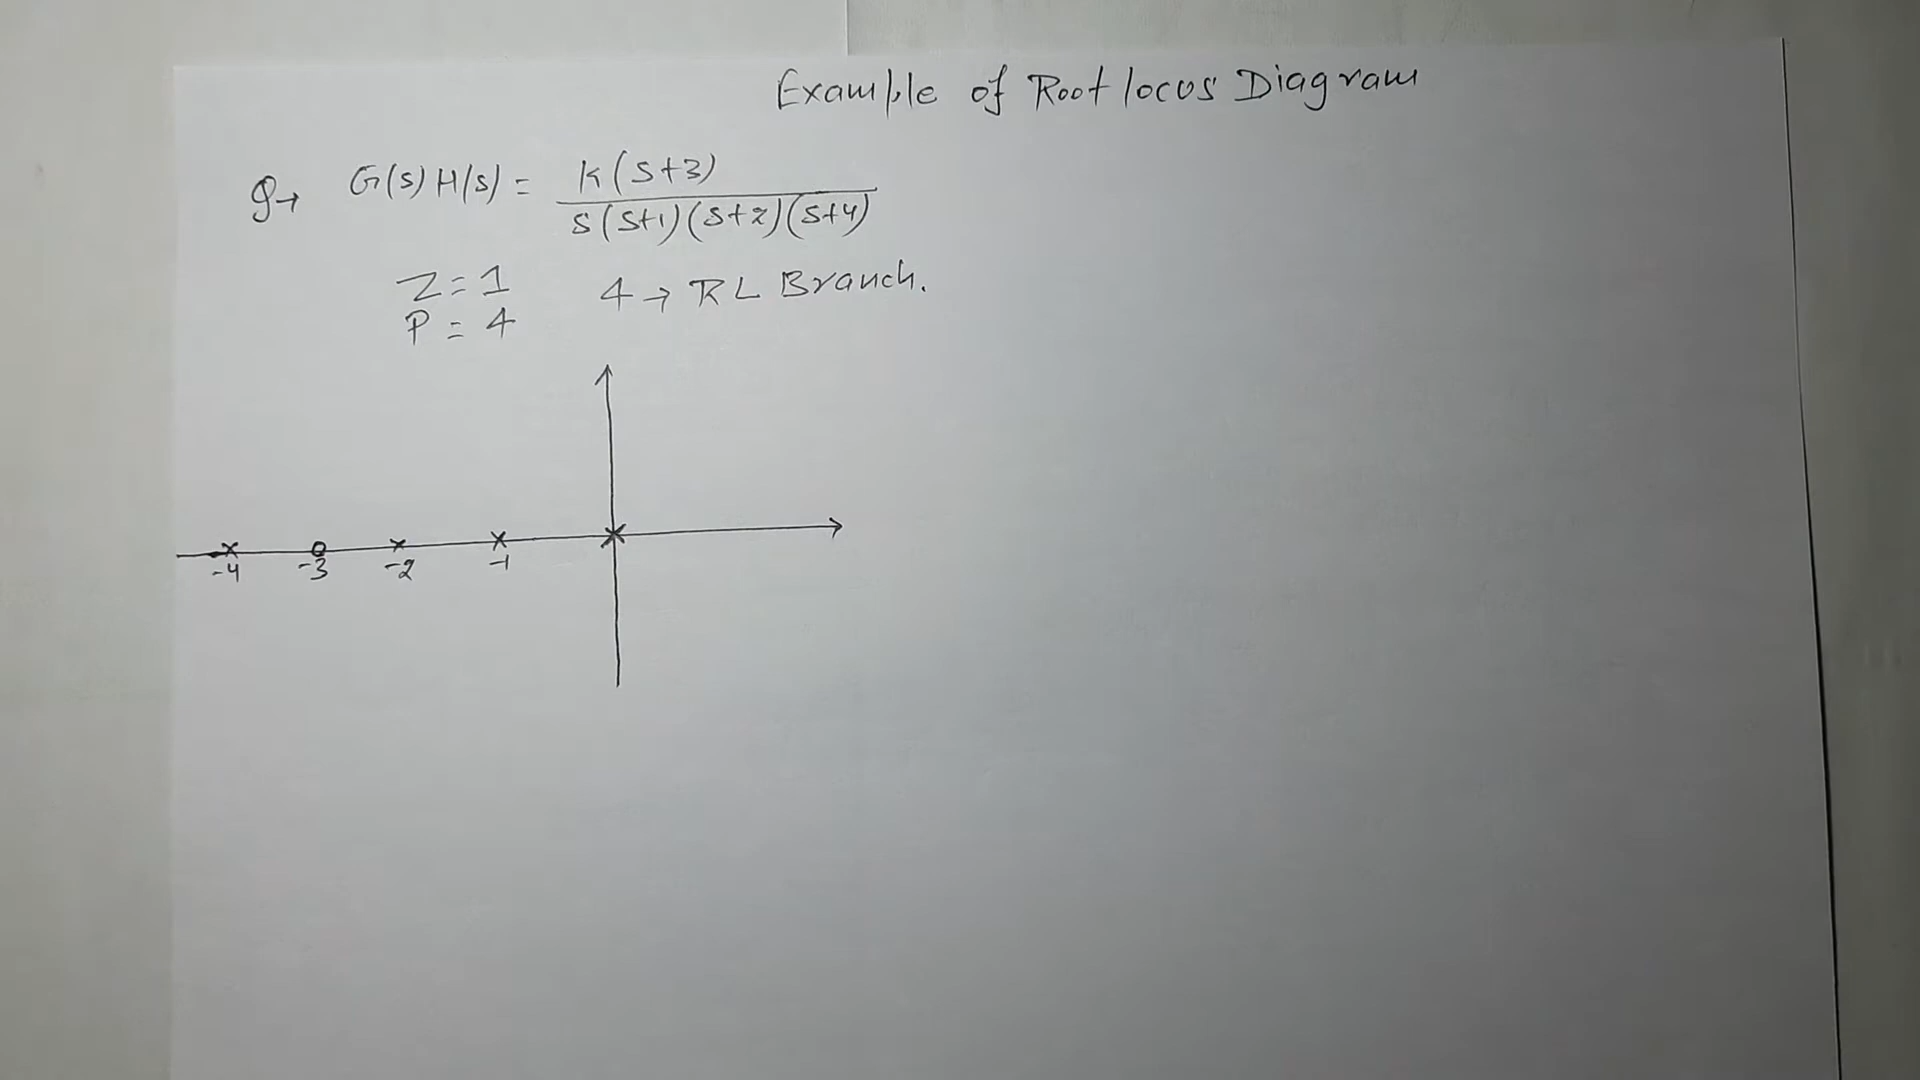 Example of Root locus Diagram
Q→ G(s)H(s) = K(S+3)
S(S+1)(S+2)(S+4)
Z=1 4 → RL Branch.
P = 4
-4 -3 -2 -1